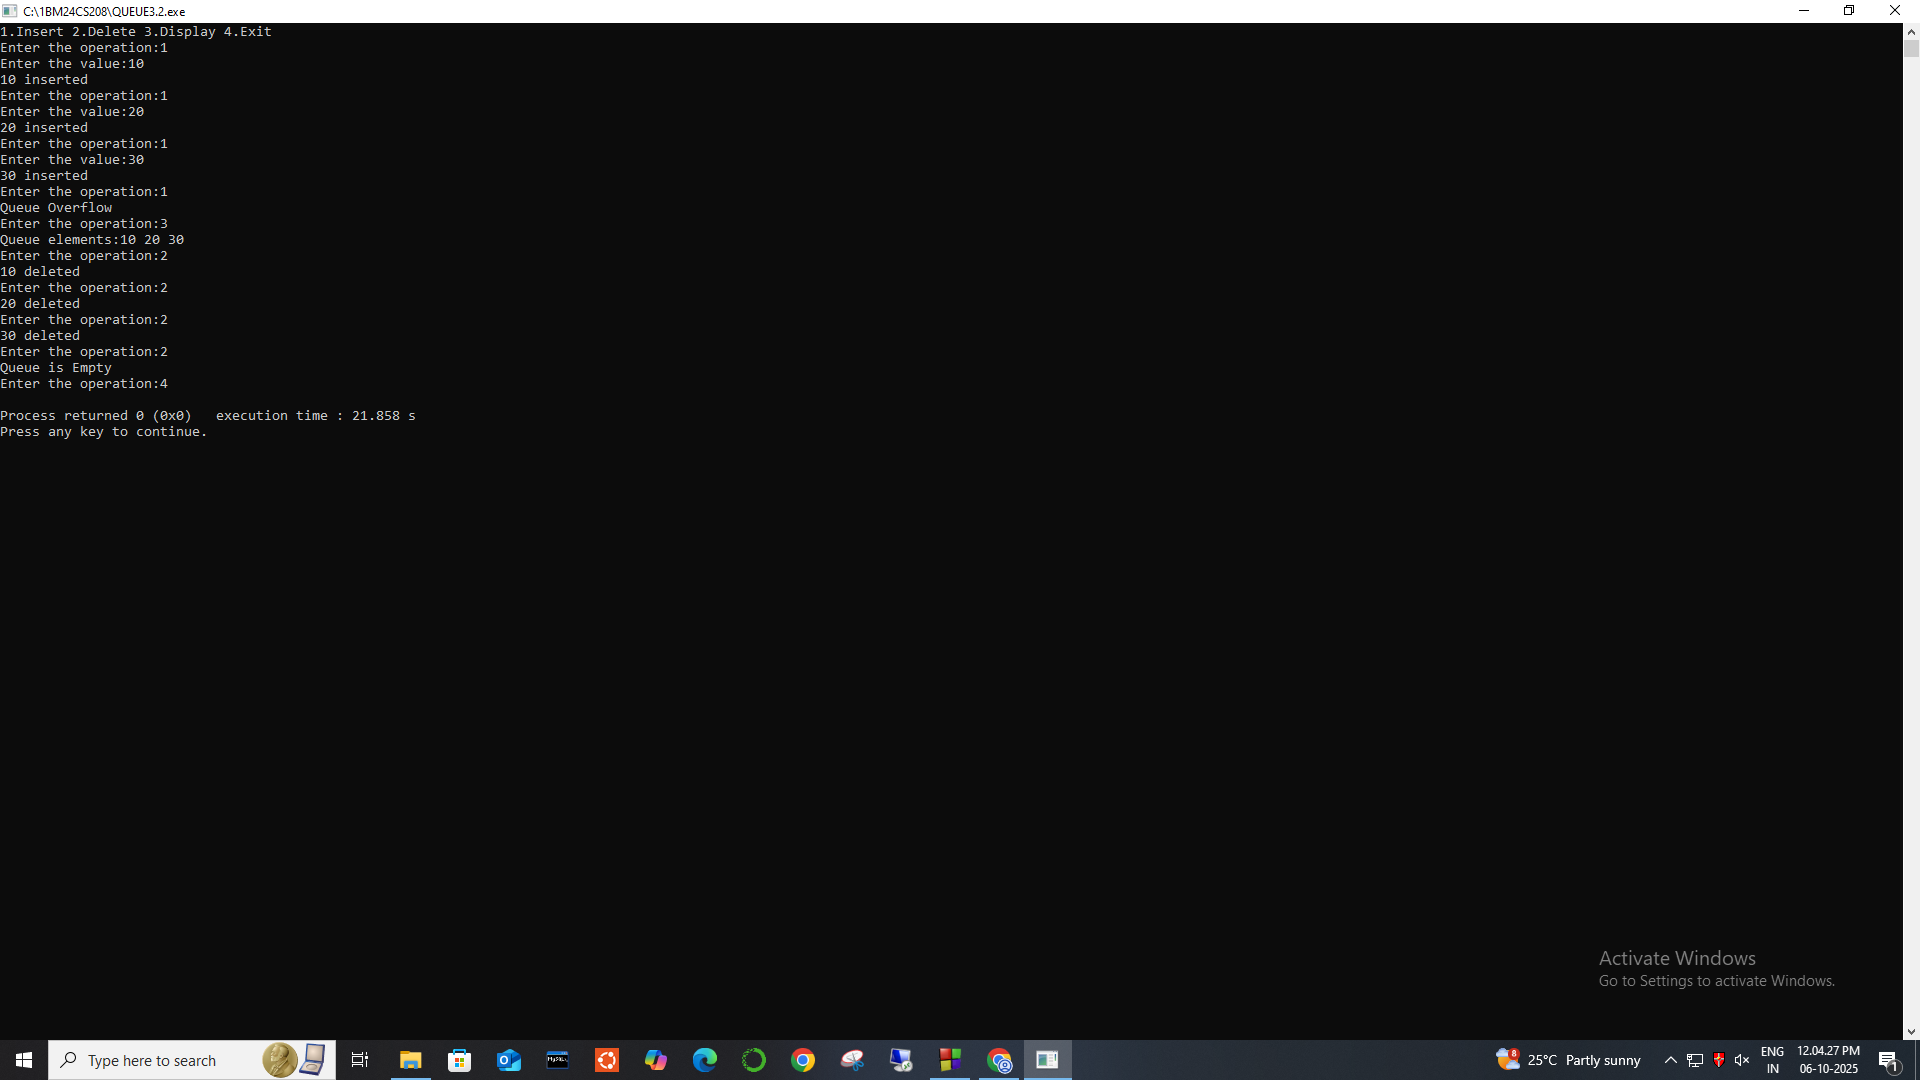 C:\1BM24CS208\QUEUE3.2.exe
1.Insert 2.Delete 3.Display 4.Exit
Enter the operation:1
Enter the value:10
10 inserted
Enter the operation:1
Enter the value:20
20 inserted
Enter the operation:1
Enter the value:30
30 inserted
Enter the operation:1
Queue Overflow
Enter the operation:3
Queue elements:10 20 30
Enter the operation:2
10 deleted
Enter the operation:2
20 deleted
Enter the operation:2
30 deleted
Enter the operation:2
Queue is Empty
Enter the operation:4
Process returned 0 (0x0)   execution time : 21.858 s
Press any key to continue.
Activate Windows
Go to Settings to activate Windows.
Type here to search
MySQL
8
25°C Partly sunny
ENG
IN
12.04.27 PM
06-10-2025
1